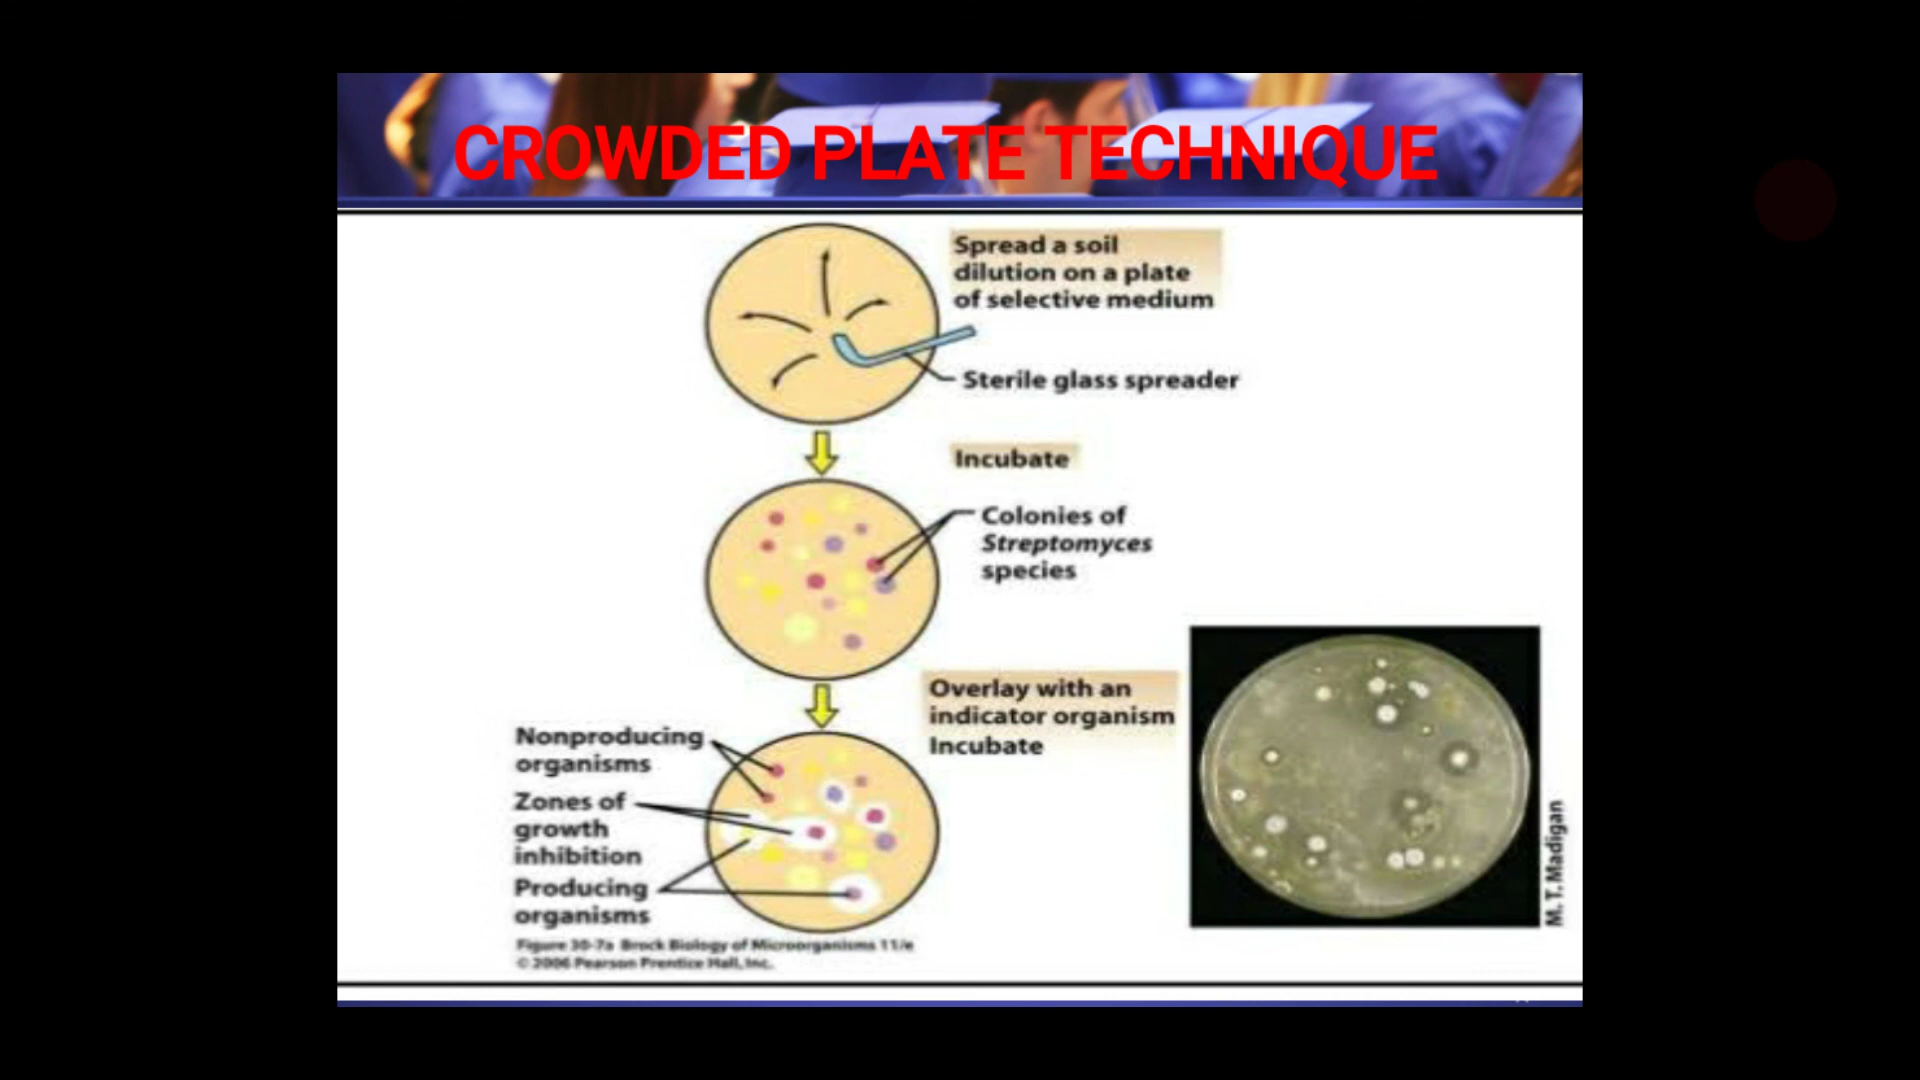 CROWDED PLATE TECHNIQUE
Spread a soil
dilution on a plate
of selective medium
Sterile glass spreader
Incubate
Colonies of
Streptomyces
species
Overlay with an
indicator organism
Incubate
Nonproducing
organisms
Zones of
growth
inhibition
Producing
organisms
M. T. Madigan
Figure 30-7a Brock Biology of Microorganisms 11/e
© 2006 Pearson Prentice Hall, Inc.